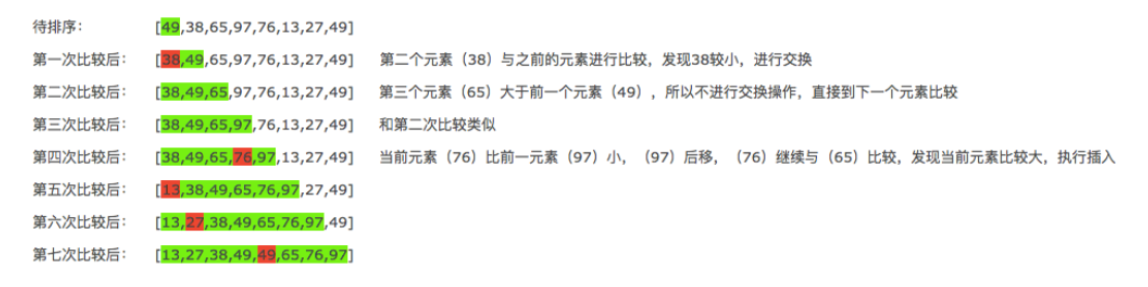 待排序： [49,38,65,97,76,13,27,49]
第一次比较后： [38,49,65,97,76,13,27,49] 第二个元素（38）与之前的元素进行比较，发现38较小，进行交换
第二次比较后： [38,49,65,97,76,13,27,49] 第三个元素（65）大于前一个元素（49），所以不进行交换操作，直接到下一个元素比较
第三次比较后： [38,49,65,97,76,13,27,49] 和第二次比较类似
第四次比较后： [38,49,65,76,97,13,27,49] 当前元素（76）比前一元素（97）小，（97）后移，（76）继续与（65）比较，发现当前元素比较大，执行插入
第五次比较后： [13,38,49,65,76,97,27,49]
第六次比较后： [13,27,38,49,65,76,97,49]
第七次比较后： [13,27,38,49,49,65,76,97]